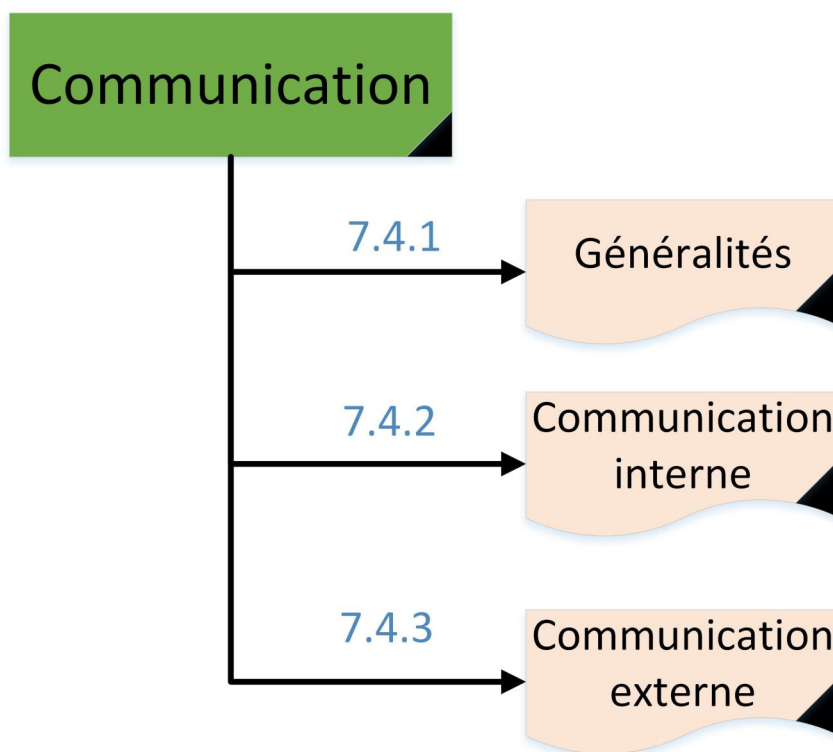 Communication
7.4.1
Généralités
7.4.2
Communication
interne
7.4.3
Communication
externe